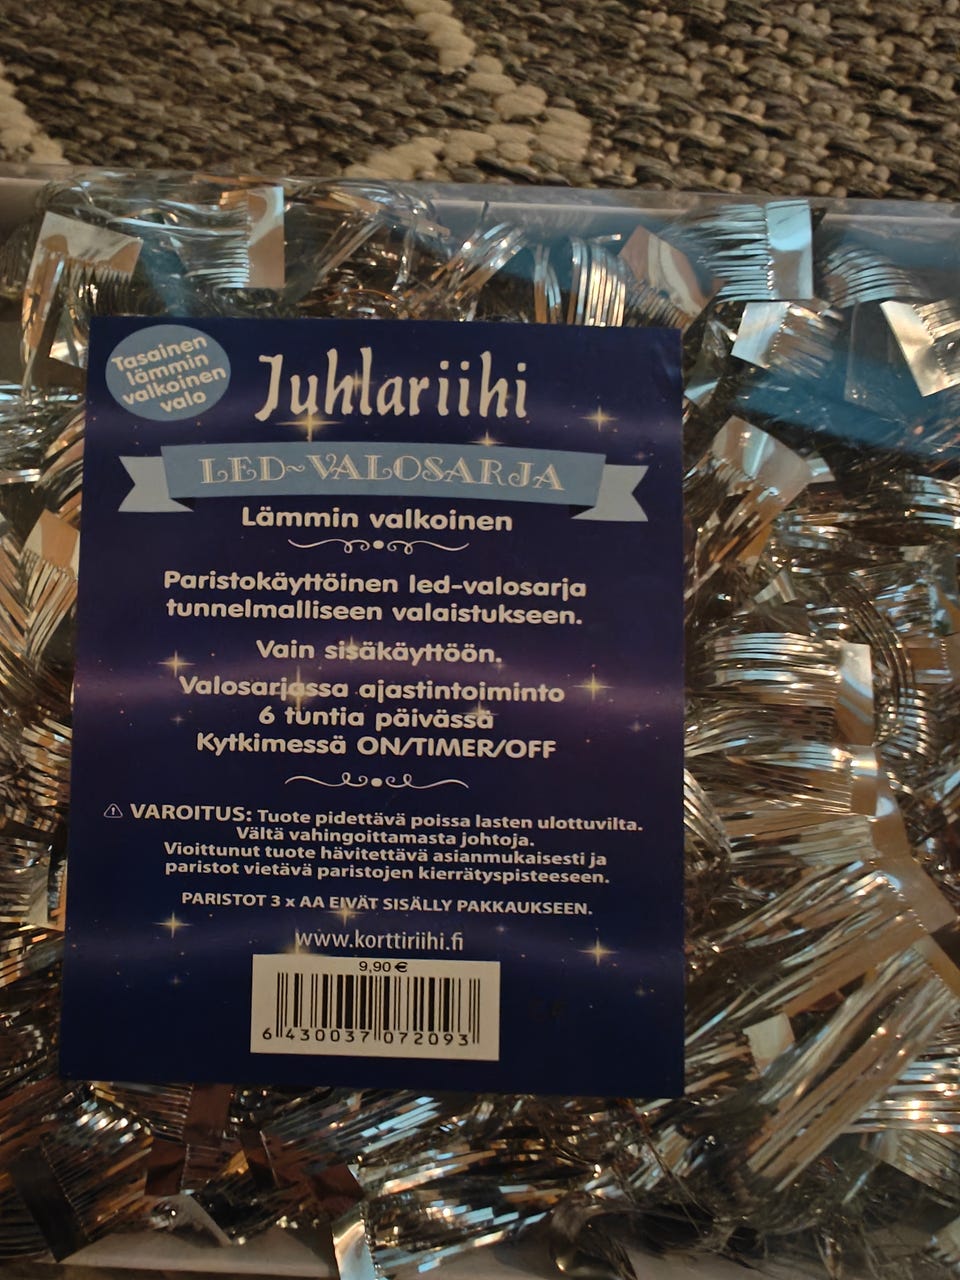 Tasainen
lämmin
valkoinen
valo
Juhlariihi
LED~VALOSARJA
Lämmin valkoinen
Paristokäyttöinen led-valosarja
tunnelmalliseen valaistukseen.
Vain sisäkäyttöön.
Valosarjassa ajastintoiminto
6 tuntia päivässä
Kytkimessä ON/TIMER/OFF
VAROITUS: Tuote pidettävä poissa lasten ulottuvilta.
Vältä vahingoittamasta johtoja.
Vioittunut tuote hävitettävä asianmukaisesti ja
paristot vietävä paristojen kierrätyspisteeseen.
PARISTOT 3 x AA EIVÄT SISÄLLY PAKKAUKSEEN.
www.korttiriihi.fi
9,90 €
6 430037 072093